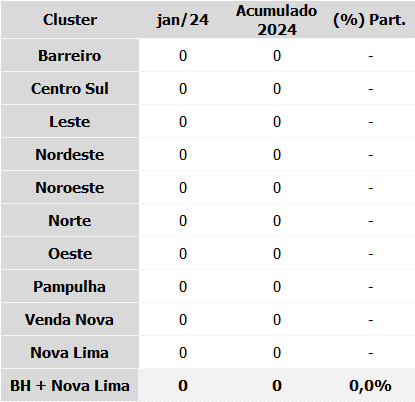 Cluster jan/24 Acumulado 2024 (%) Part.
Barreiro 0 0 -
Centro Sul 0 0 -
Leste 0 0 -
Nordeste 0 0 -
Noroeste 0 0 -
Norte 0 0 -
Oeste 0 0 -
Pampulha 0 0 -
Venda Nova 0 0 -
Nova Lima 0 0 -
BH + Nova Lima 0 0 0,0%